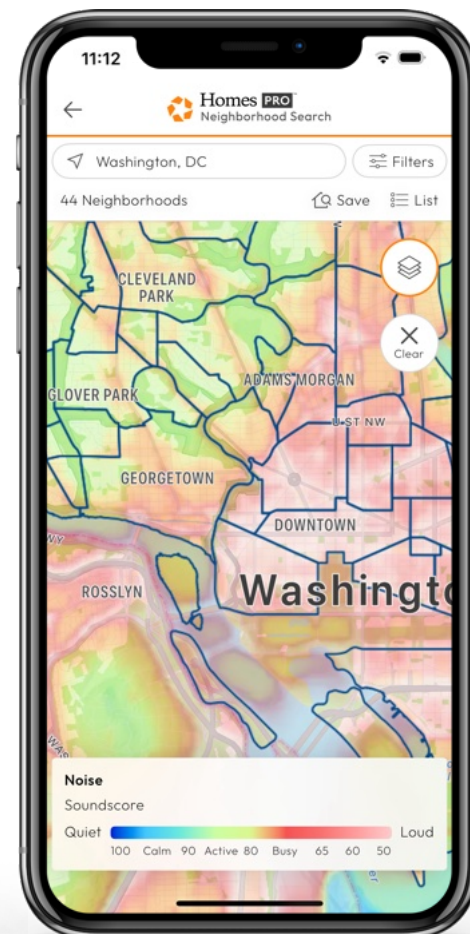 11:12
Homes PRO
Neighborhood Search
Washington, DC
Filters
44 Neighborhoods
Save
List
CLEVELAND
PARK
Clear
GLOVER PARK
ADAMS MORGAN
U ST NW
GEORGETOWN
DOWNTOWN
WY
ROSSLYN
Washingto
WAS
Noise
Soundscore
Quiet
Loud
100 Calm 90 Active 80 Busy 65 60 50